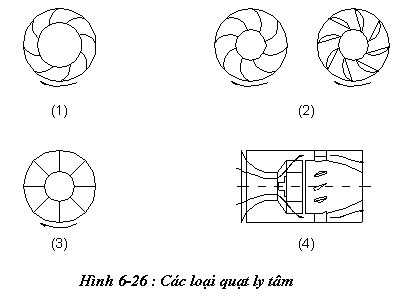 (1)
(2)
(3)
(4)
Hình 6-26 : Các loại quạt ly tâm